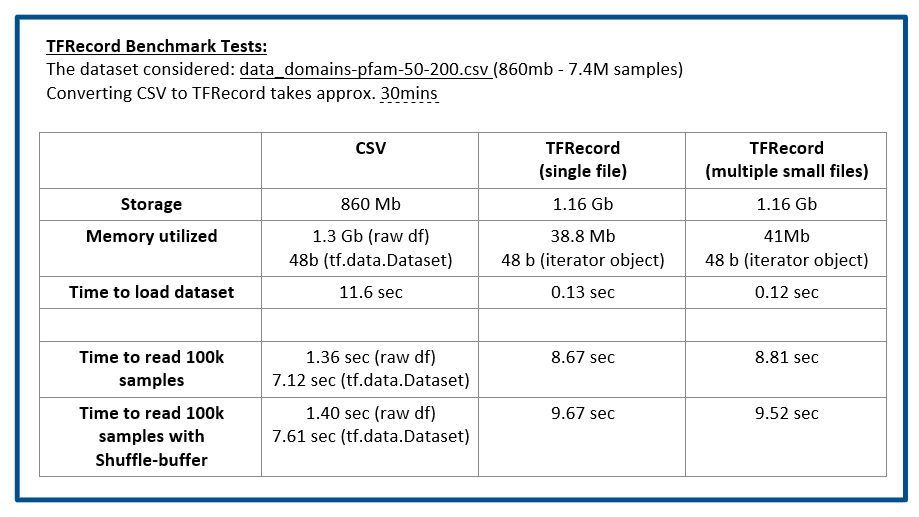 TFRecord Benchmark Tests:
The dataset considered: data_domains-pfam-50-200.csv (860mb - 7.4M samples)
Converting CSV to TFRecord takes approx. 30mins
CSV
TFRecord
(single file)
TFRecord
(multiple small files)
Storage
860 Mb
1.16 Gb
1.16 Gb
Memory utilized
1.3 Gb (raw df)
48b (tf.data.Dataset)
38.8 Mb
48 b (iterator object)
41Mb
48 b (iterator object)
Time to load dataset
11.6 sec
0.13 sec
0.12 sec
Time to read 100k
samples
1.36 sec (raw df)
7.12 sec (tf.data.Dataset)
8.67 sec
8.81 sec
Time to read 100k
samples with
Shuffle-buffer
1.40 sec (raw df)
7.61 sec (tf.data.Dataset)
9.67 sec
9.52 sec